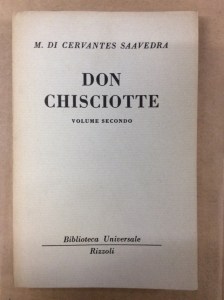 M. DI CERVANTES SAAVEDRA
DON
CHISCIOTTE
VOLUME SECONDO
Biblioteca Universale
Rizzoli